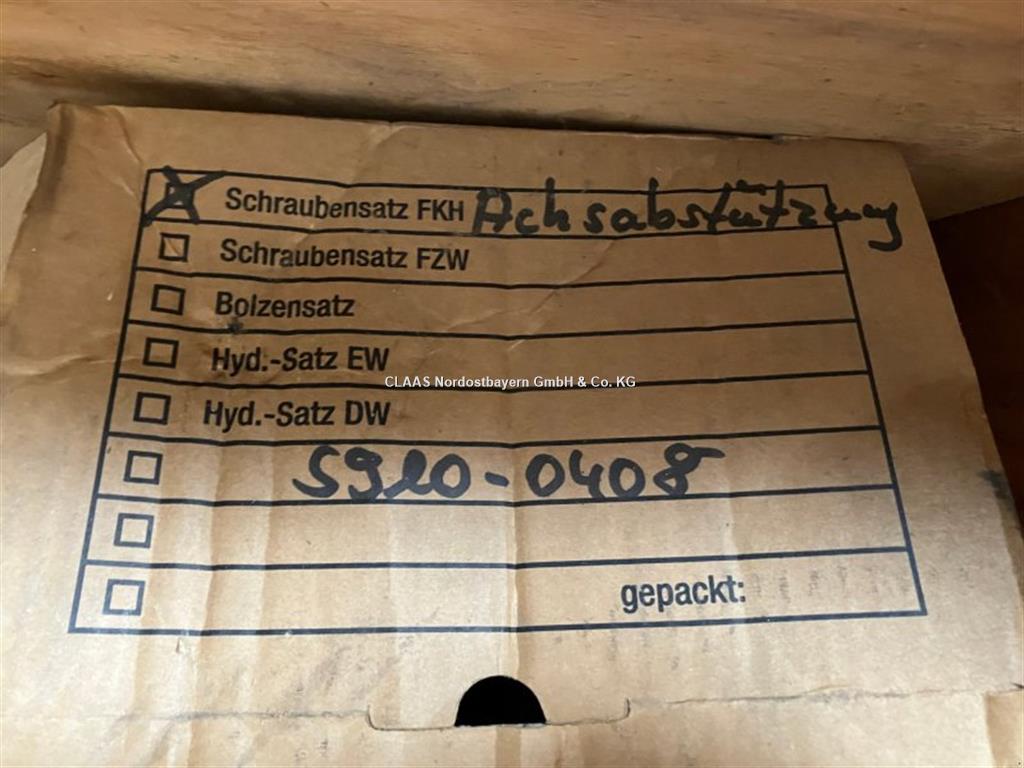 Schraubensatz FKH Achsabstützung
Schraubensatz FZW
Bolzensatz
Hyd.-Satz EW
CLAAS Nordostbayern GmbH & Co. KG
Hyd.-Satz DW
5920-0408
gepackt: